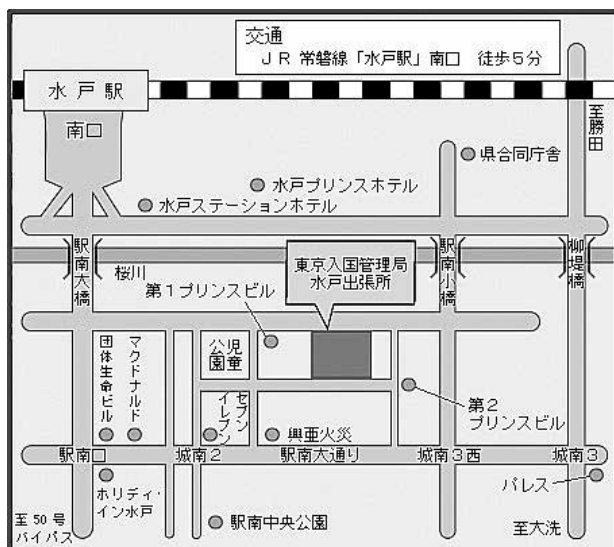 交通
ＪＲ 常磐線「水戸駅」南口 徒歩５分
水戸駅
南口
至勝田
県合同庁舎
水戸プリンスホテル
水戸ステーションホテル
駅南大橋
桜川
東京入国管理局
水戸出張所
駅南小橋
柳堤橋
第１プリンスビル
児童
公園
団体生命ビル
マクドナルド
セブン
イレブン
興亜火災
第２
プリンスビル
駅南口
城南２
駅南大通り
城南３西
城南３
ホリディ・
イン水戸
パレス
至50号
バイパス
駅南中央公園
至大洗